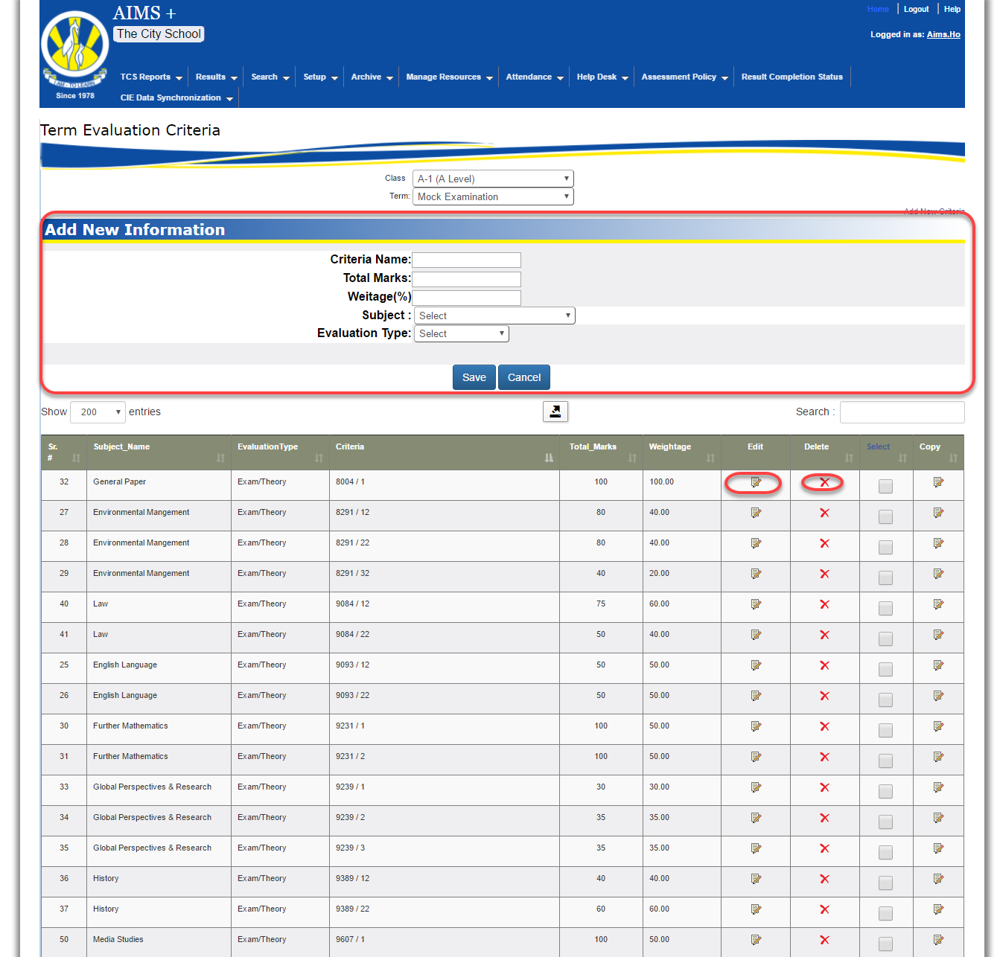 AIMS +
The City School
Home Logout Help
Logged in as: Aims.Ho
I AM - TO LEARN
Since 1978
TCS Reports Results Search Setup Archive Manage Resources Attendance Help Desk Assessment Policy Result Completion Status
CIE Data Synchronization
Term Evaluation Criteria
Class A-1 (A Level)
Term: Mock Examination
Add New Criteria
Add New Information
Criteria Name:
Total Marks:
Weitage(%)
Subject : Select
Evaluation Type: Select
Save Cancel
Show 200 entries Search :
Sr. # Subject_Name EvaluationType Criteria Total_Marks Weightage Edit Delete Select Copy
32 General Paper Exam/Theory 8004 / 1 100 100.00
27 Environmental Mangement Exam/Theory 8291 / 12 80 40.00
28 Environmental Mangement Exam/Theory 8291 / 22 80 40.00
29 Environmental Mangement Exam/Theory 8291 / 32 40 20.00
40 Law Exam/Theory 9084 / 12 75 60.00
41 Law Exam/Theory 9084 / 22 50 40.00
25 English Language Exam/Theory 9093 / 12 50 50.00
26 English Language Exam/Theory 9093 / 22 50 50.00
30 Further Mathematics Exam/Theory 9231 / 1 100 50.00
31 Further Mathematics Exam/Theory 9231 / 2 100 50.00
33 Global Perspectives & Research Exam/Theory 9239 / 1 30 30.00
34 Global Perspectives & Research Exam/Theory 9239 / 2 35 35.00
35 Global Perspectives & Research Exam/Theory 9239 / 3 35 35.00
36 History Exam/Theory 9389 / 12 40 40.00
37 History Exam/Theory 9389 / 22 60 60.00
50 Media Studies Exam/Theory 9607 / 1 100 50.00